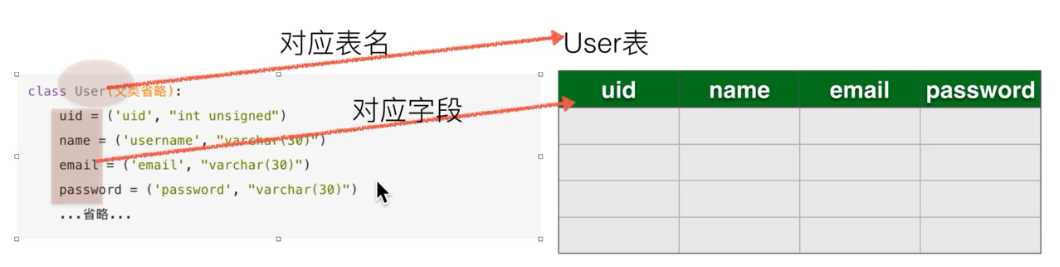 对应表名
User表
class User(父类省略):
uid = ('uid', "int unsigned")
对应字段
name = ('username', "varchar(30)")
email = ('email', "varchar(30)")
password = ('password', "varchar(30)")
...省略...
uid name email password